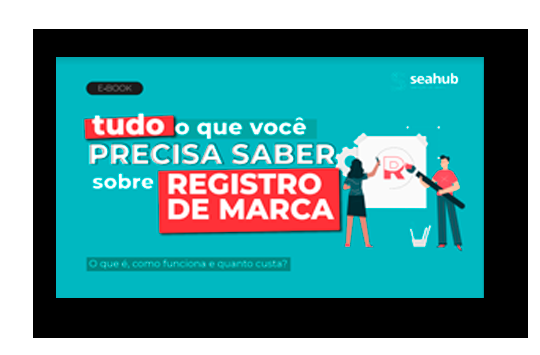 E-BOOK
seahub
tudo o que você
PRECISA SABER
sobre REGISTRO
DE MARCA
R
O que é, como funciona e quanto custa?